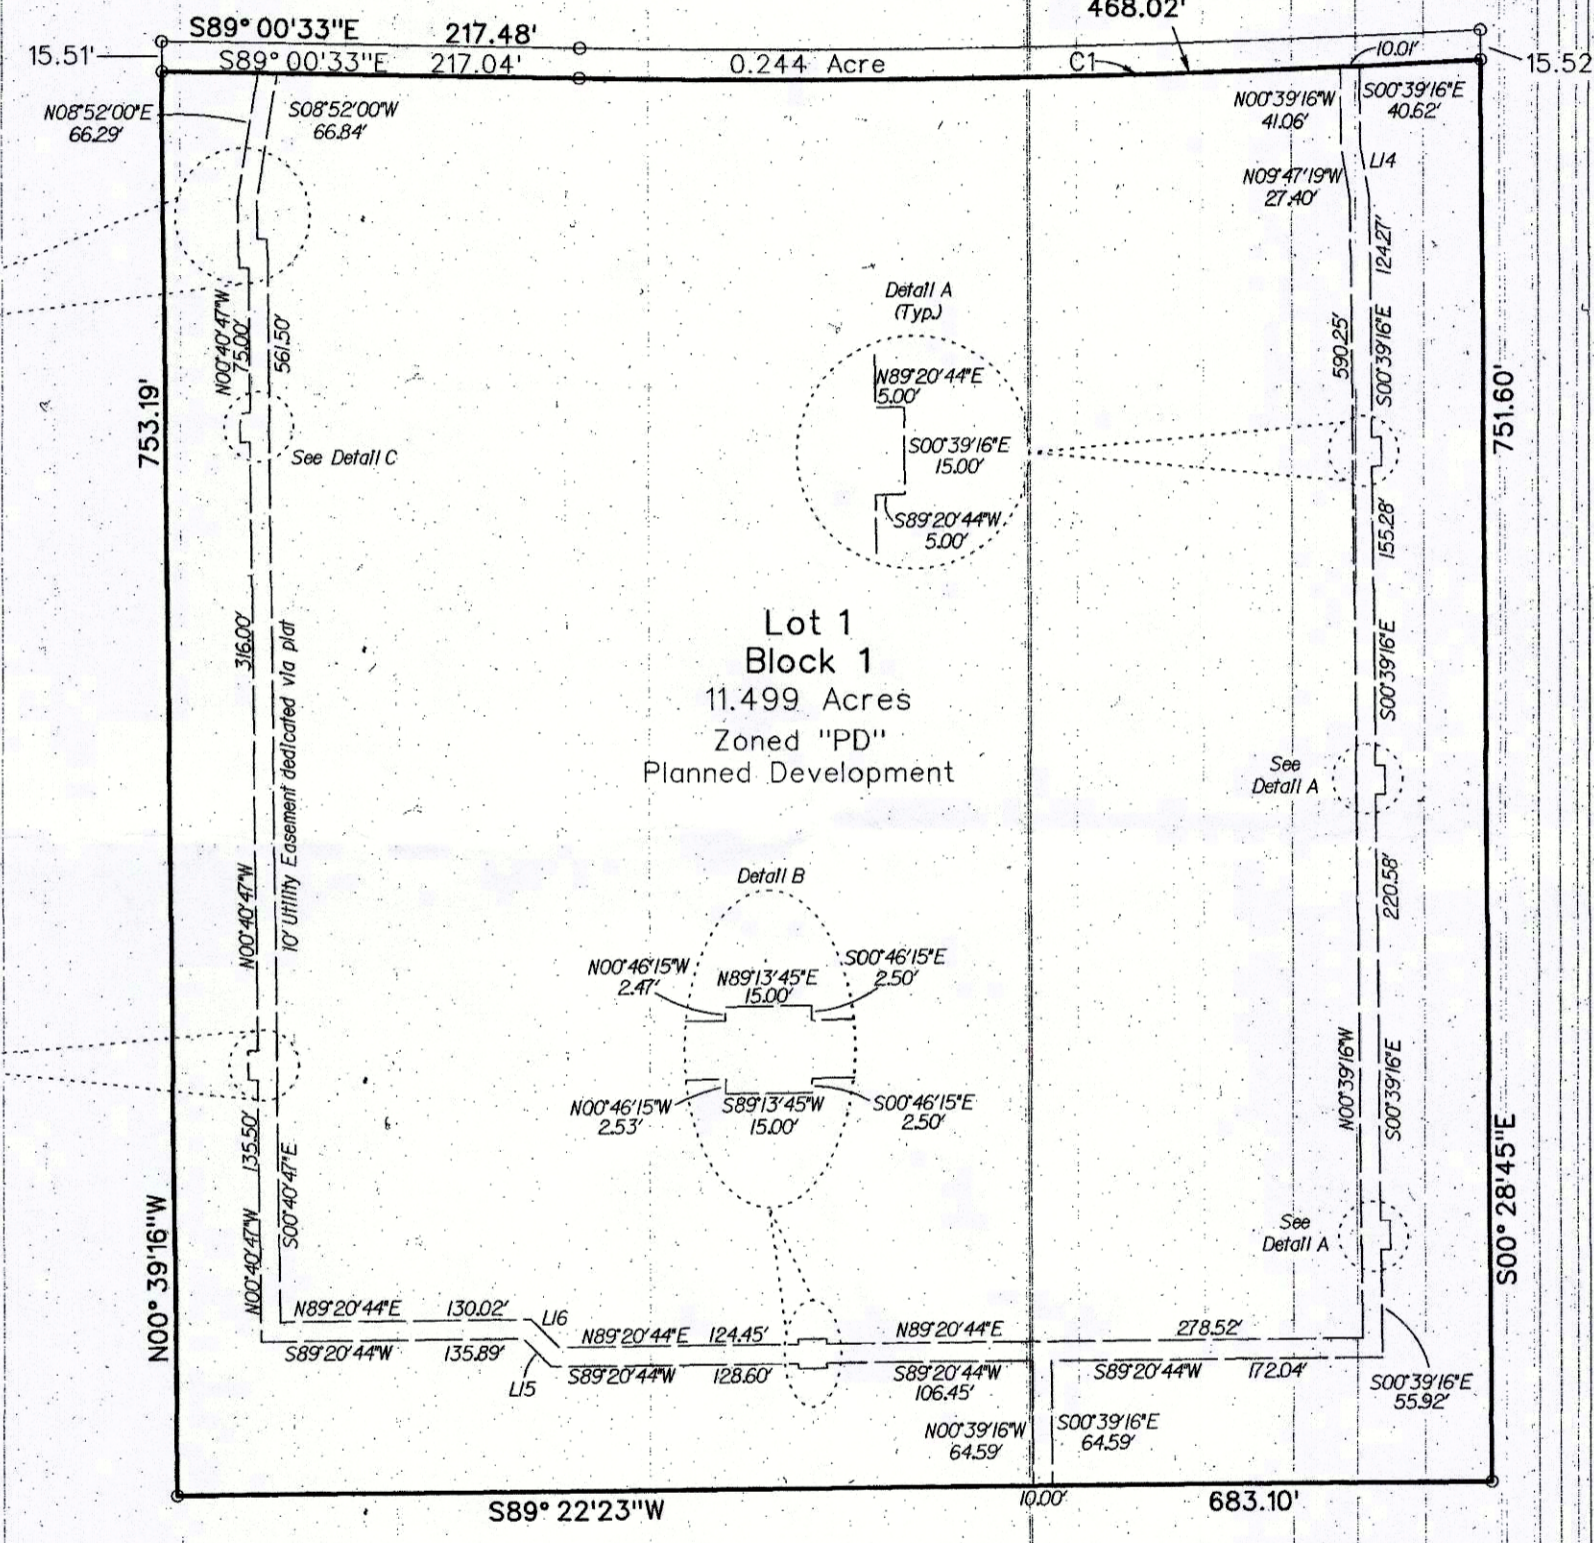 468.02'
S89° 00'33"E 217.48'
15.51'
S89° 00'33"E 217.04'
0.244 Acre
C1
10.01'
15.52
N08°52'00"E
66.29'
S08°52'00"W
66.84'
N00°39'16"W
41.06'
S00°39'16"E
40.62'
L14
N09°47'19"W
27.40'
124.27'
S00°39'16"E
590.25'
N00°40'47"W
75.00'
561.50'
753.19'
751.60'
See Detail C
Detail A
(Typ.)
N89°20'44"E
5.00'
S00°39'16"E
15.00'
S89°20'44"W
5.00'
155.28'
S00°39'16"E
316.00'
10' Utility Easement dedicated via plat
Lot 1
Block 1
11.499 Acres
Zoned "PD"
Planned Development
See
Detail A
220.58'
N00°40'47"W
Detail B
N00°46'15"W
2.47'
N89°13'45"E
15.00'
S00°46'15"E
2.50'
N00°46'15"W
2.53'
S89°13'45"W
15.00'
S00°46'15"E
2.50'
N00°39'16"W
S00°39'16"E
135.50'
S00°40'47"E
N00°40'47"W
N00° 39'16"W
S00° 28'45"E
See
Detail A
N89°20'44"E 130.02'
L16
S89°20'44"W 135.89'
L15
N89°20'44"E 124.45'
S89°20'44"W 128.60'
N89°20'44"E 278.52'
S89°20'44"W
106.45'
S89°20'44"W 172.04'
S00°39'16"E
55.92'
N00°39'16"W
64.59'
S00°39'16"E
64.59'
S89° 22'23"W
10.00'
683.10'